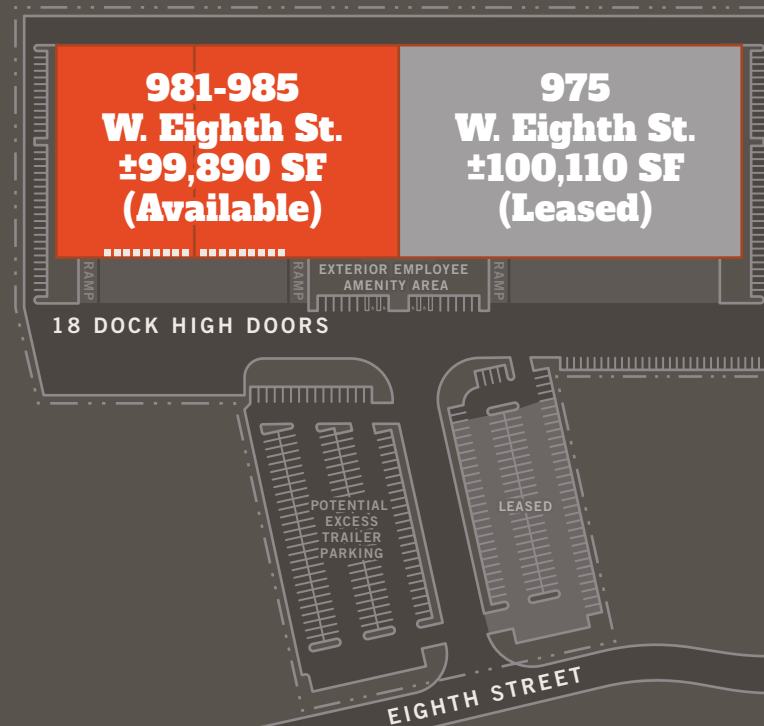 981-985
W. Eighth St.
±99,890 SF
(Available)
975
W. Eighth St.
±100,110 SF
(Leased)
RAMP
RAMP
EXTERIOR EMPLOYEE
AMENITY AREA
RAMP
18 DOCK HIGH DOORS
POTENTIAL
EXCESS
TRAILER
PARKING
LEASED
EIGHTH STREET